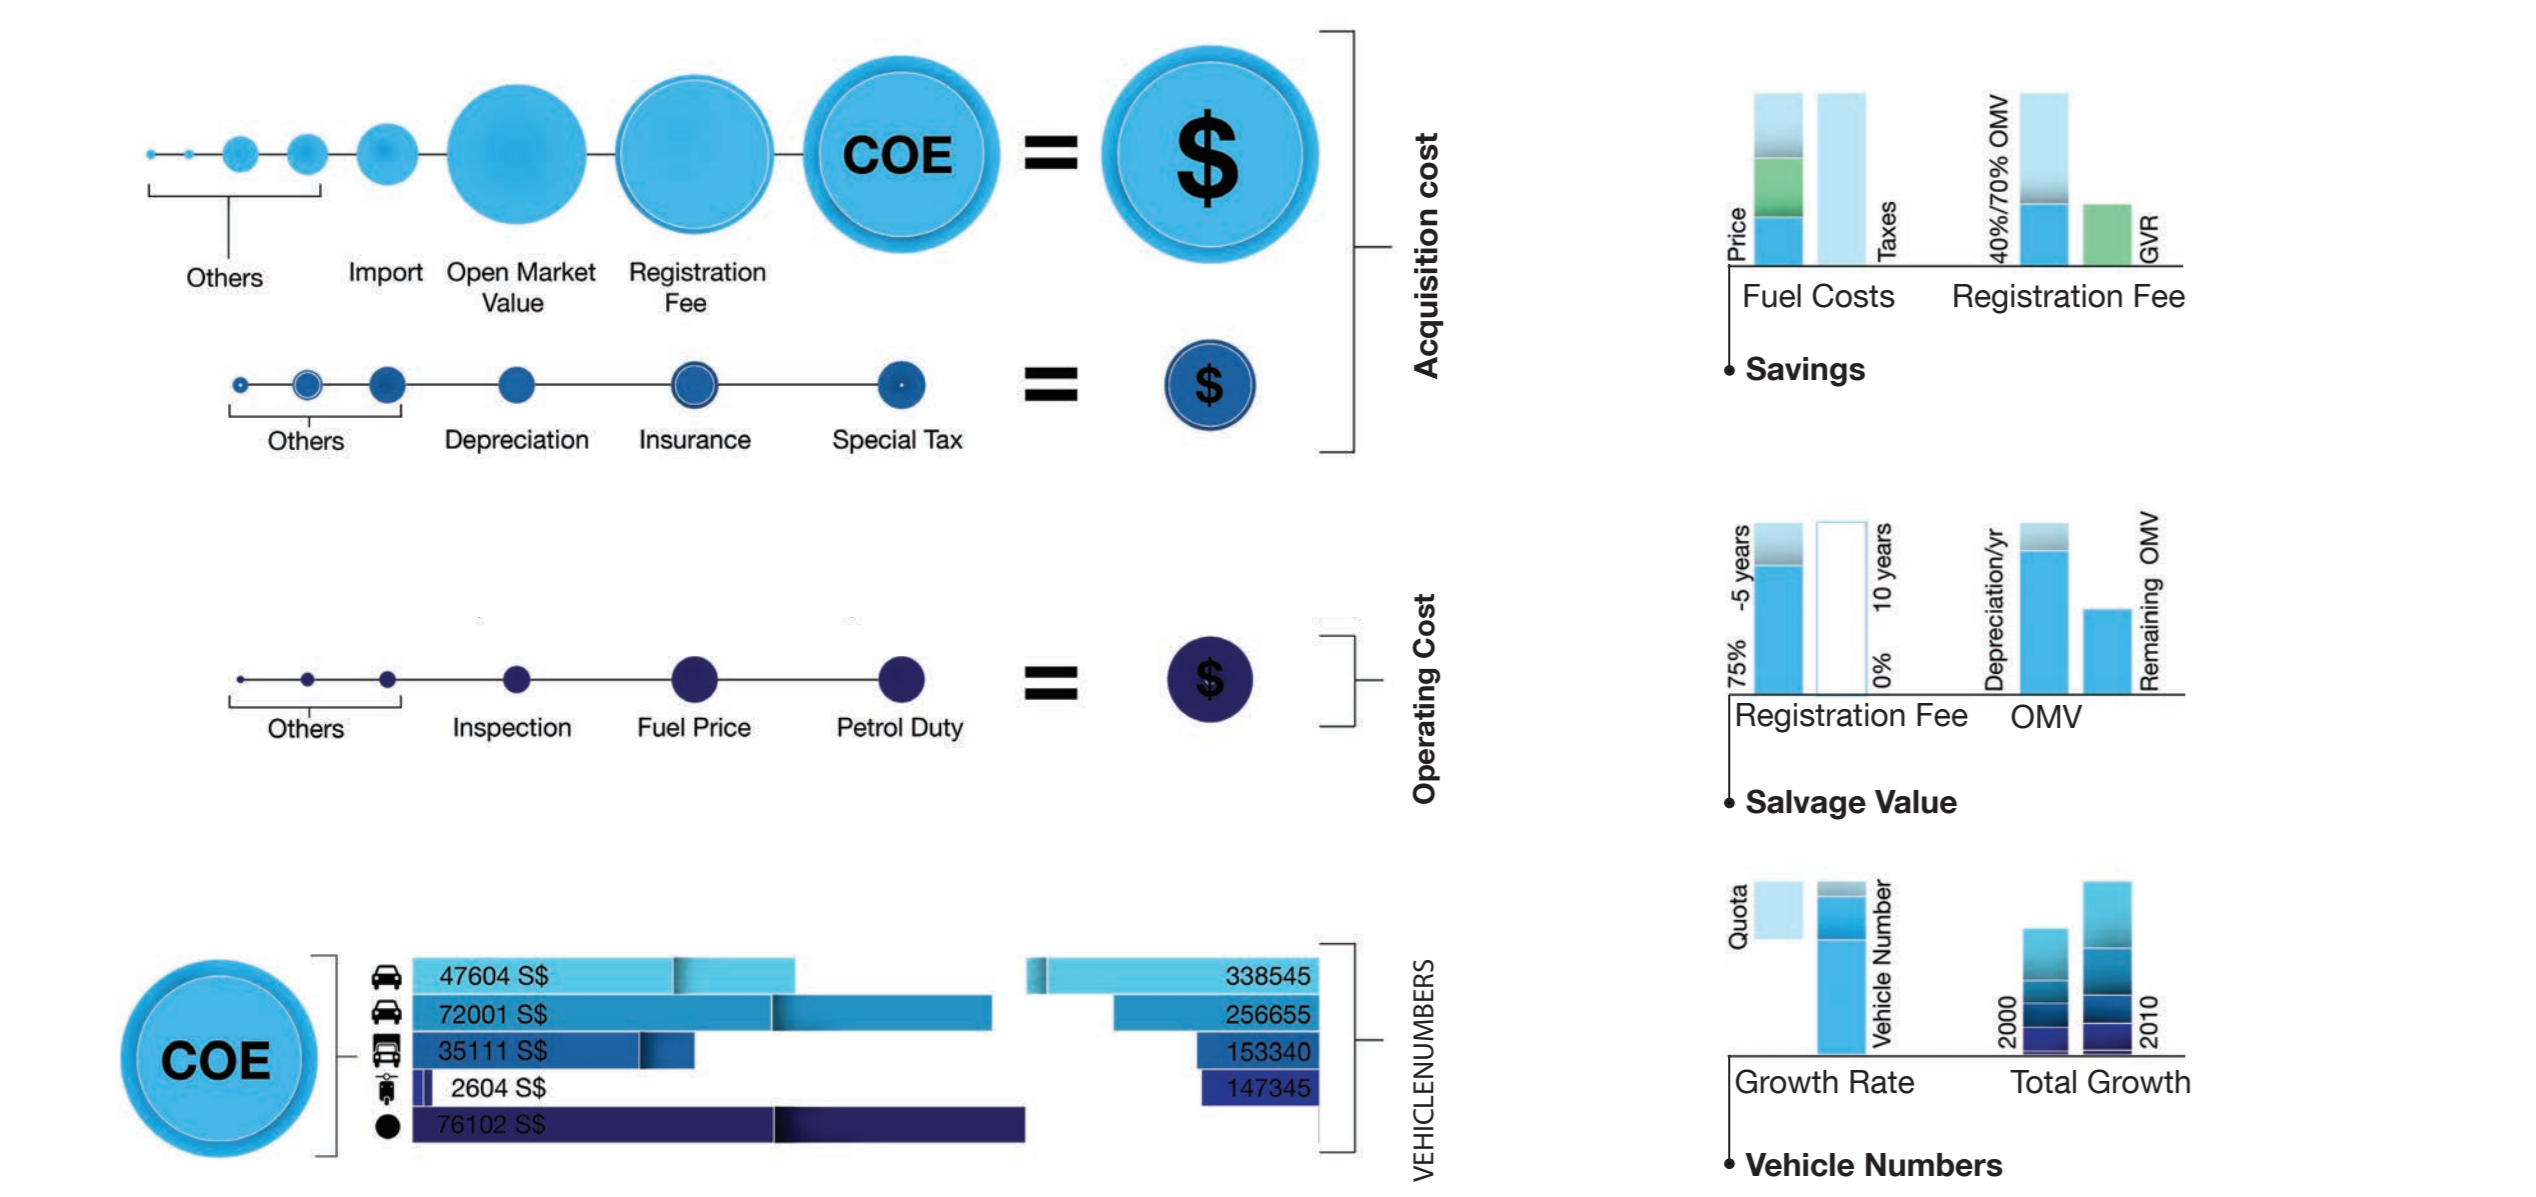 COE
=
$
Others
Import
Open Market
Value
Registration
Fee
=
$
Others
Depreciation
Insurance
Special Tax
Acquisition cost
=
$
Others
Inspection
Fuel Price
Petrol Duty
Operating Cost
COE
47604 S$
72001 S$
35111 S$
2604 S$
76102 S$
338545
256655
153340
147345
VEHICLENUMBERS
Price
Taxes
40%/70% OMV
GVR
Fuel Costs
Registration Fee
Savings
75% -5 years
0% 10 years
Depreciation/yr
Remaining OMV
Registration Fee
OMV
Salvage Value
Quota
Vehicle Number
2000
2010
Growth Rate
Total Growth
Vehicle Numbers